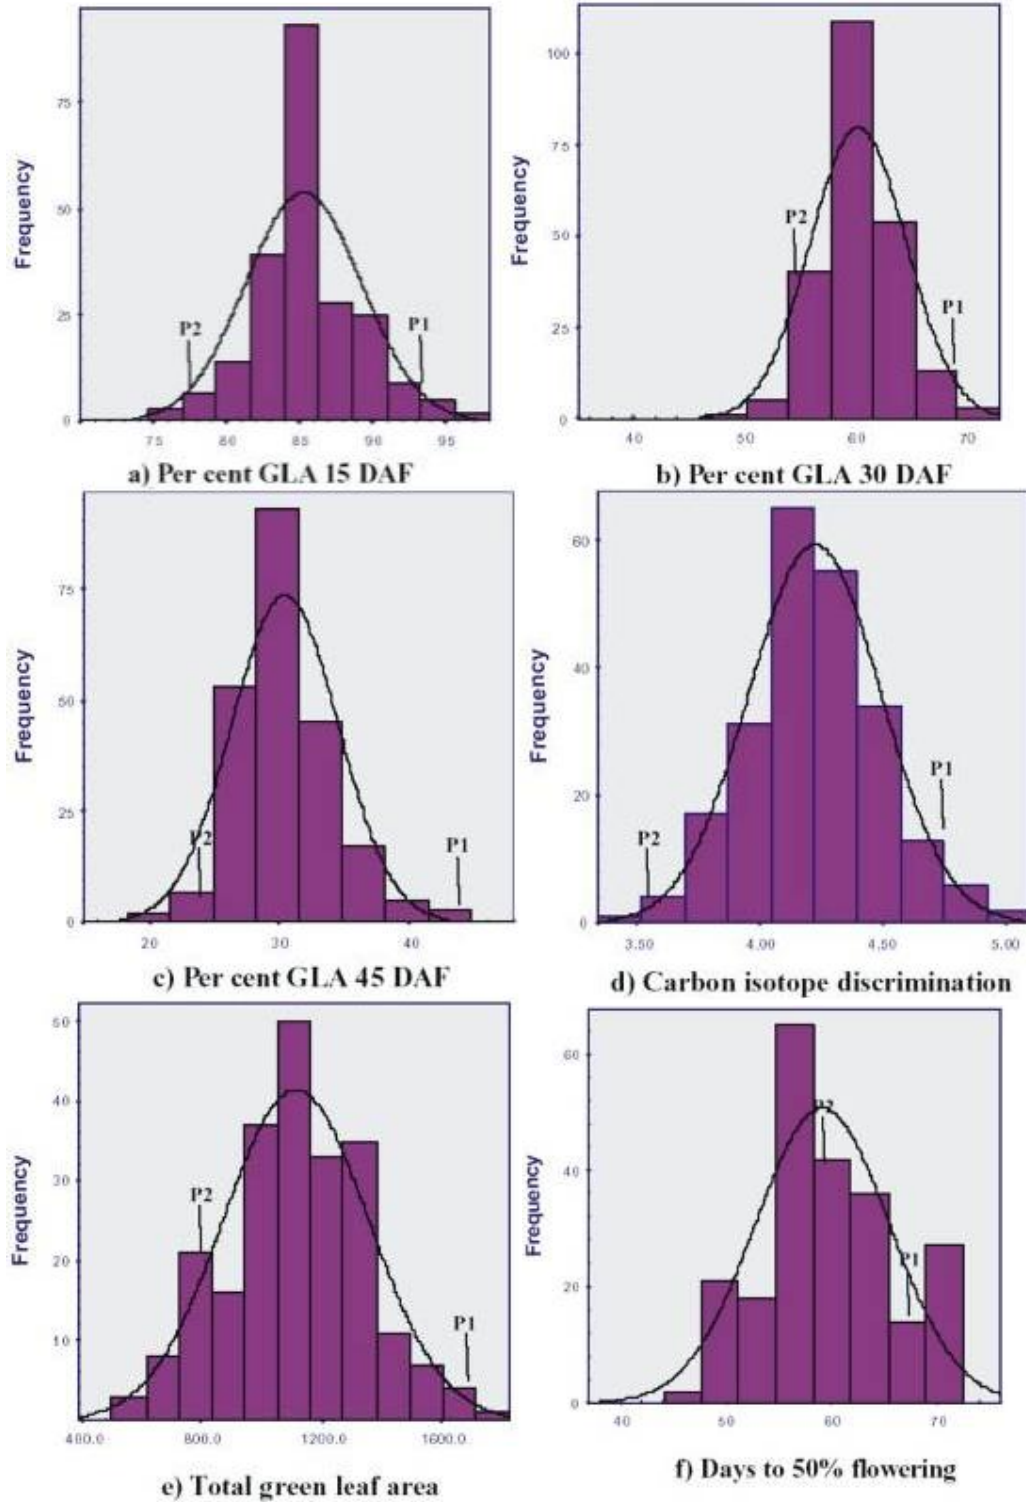 Frequency
75
50
25
0
P2
P1
75 80 85 90 95
a) Per cent GLA 15 DAF
Frequency
100
75
50
25
0
P2
P1
40 50 60 70
b) Per cent GLA 30 DAF
Frequency
75
50
25
0
P2
P1
20 30 40
c) Per cent GLA 45 DAF
Frequency
60
40
20
0
P2
P1
3.50 4.00 4.50 5.00
d) Carbon isotope discrimination
Frequency
50
40
30
20
10
P2
P1
400.0 800.0 1200.0 1600.0
e) Total green leaf area
Frequency
60
40
20
0
P2
P1
40 50 60 70
f) Days to 50% flowering